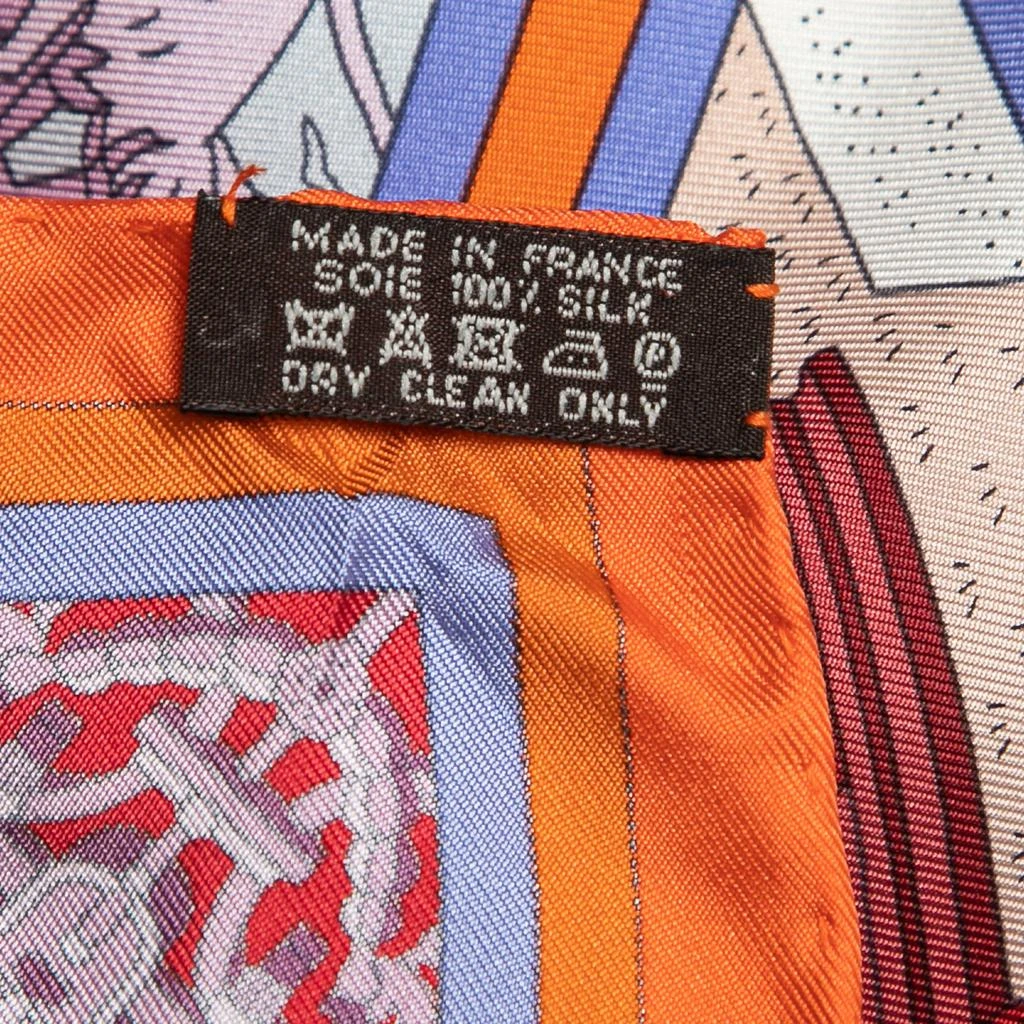 MADE IN FRANCE
SOIE 100% SILK
P
DRY CLEAN ONLY